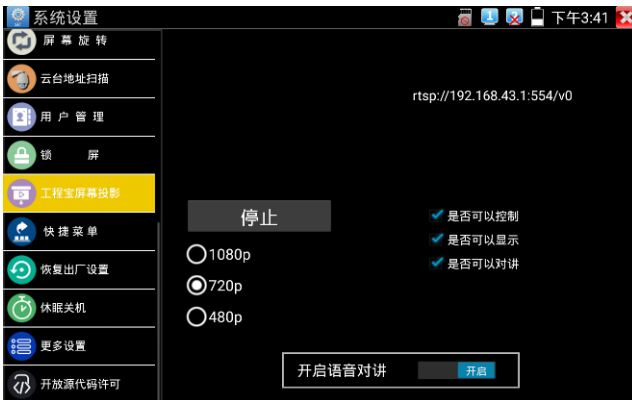 系统设置
下午3:41
屏幕旋转
云台地址扫描
用户管理
锁 屏
工程宝屏幕投影
快捷菜单
恢复出厂设置
休眠关机
更多设置
开放源代码许可
rtsp://192.168.43.1:554/v0
停止
1080p
720p
480p
是否可以控制
是否可以显示
是否可以对讲
开启语音对讲
开启